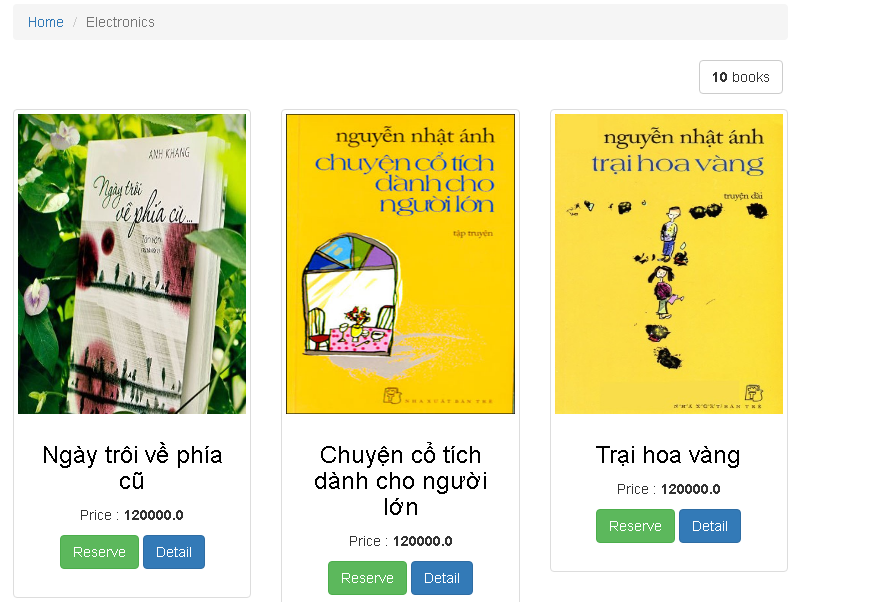 Home / Electronics
10 books
ANH KHANG
Ngày trôi
về phía cũ...
Tản văn
nguyễn nhật ánh
chuyện cổ tích
dành cho
người lớn
tập truyện
NHÀ XUẤT BẢN TRẺ
nguyễn nhật ánh
trại hoa vàng
truyện dài
NHÀ XUẤT BẢN TRẺ
Ngày trôi về phía
cũ
Price : 120000.0
Reserve Detail
Chuyện cổ tích
dành cho người
lớn
Price : 120000.0
Reserve Detail
Trại hoa vàng
Price : 120000.0
Reserve Detail